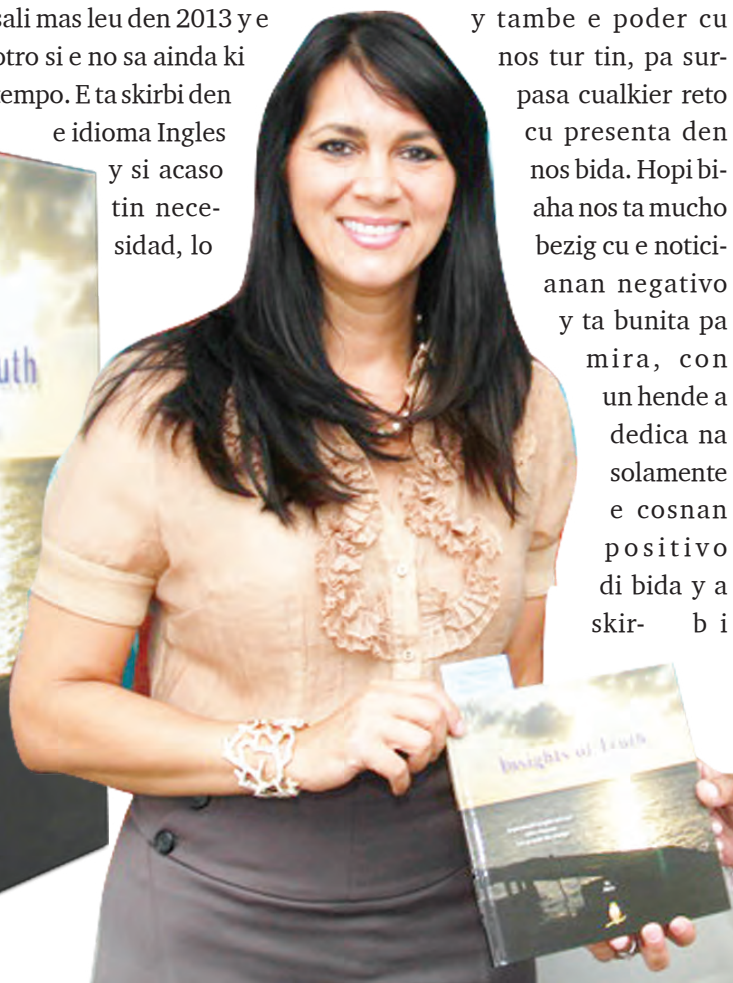 sali mas leu den 2013 y e
otro si e no sa ainda ki
tempo. E ta skirbi den
e idioma Ingles
y si acaso
tin nece-
sidad, lo
y tambe e poder cu
nos tur tin, pa sur-
pasa cualkier reto
cu presenta den
nos bida. Hopi bi-
aha nos ta mucho
bezig cu e notici-
anan negativo
y ta bunita pa
mira, con
un hende a
dedica na
solamente
e cosnan
positivo
di bida y a
skir- bi
uth
Insights of Truth